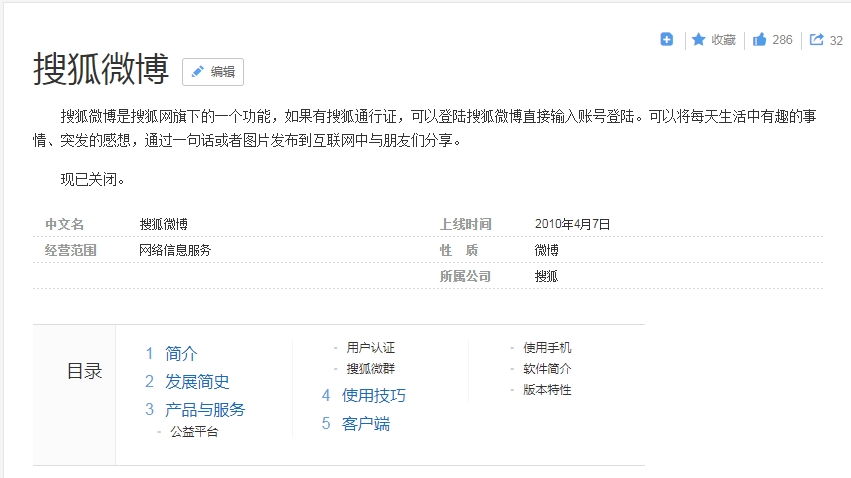 收藏 286 32
搜狐微博 编辑
搜狐微博是搜狐网旗下的一个功能，如果有搜狐通行证，可以登陆搜狐微博直接输入账号登陆。可以将每天生活中有趣的事
情、突发的感想，通过一句话或者图片发布到互联网中与朋友们分享。
现已关闭。
中文名 搜狐微博 上线时间 2010年4月7日
经营范围 网络信息服务 性 质 微博
所属公司 搜狐
目录
1 简介
2 发展简史
3 产品与服务
- 公益平台
- 用户认证
- 搜狐微群
4 使用技巧
5 客户端
- 使用手机
- 软件简介
- 版本特性